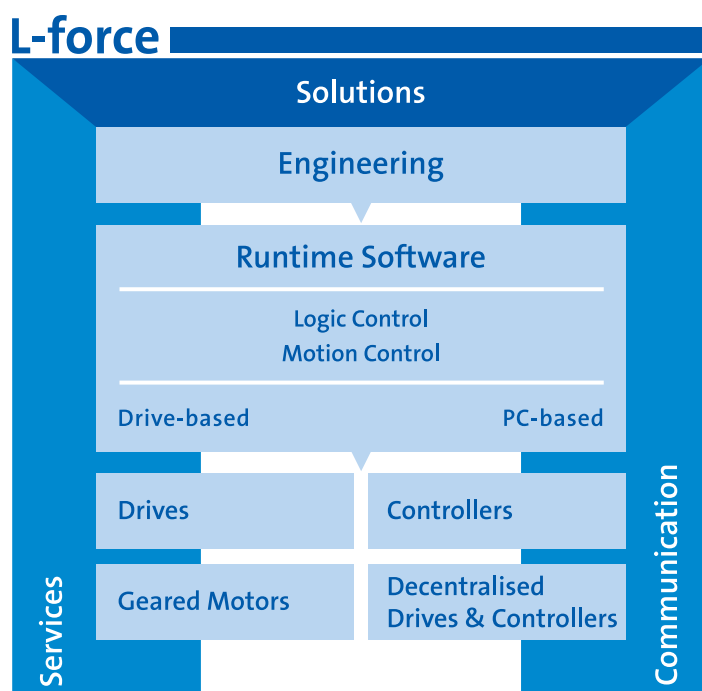 L-force
Solutions
Engineering
Runtime Software
Logic Control
Motion Control
Drive-based
PC-based
Drives
Controllers
Geared Motors
Decentralised
Drives & Controllers
Services
Communication